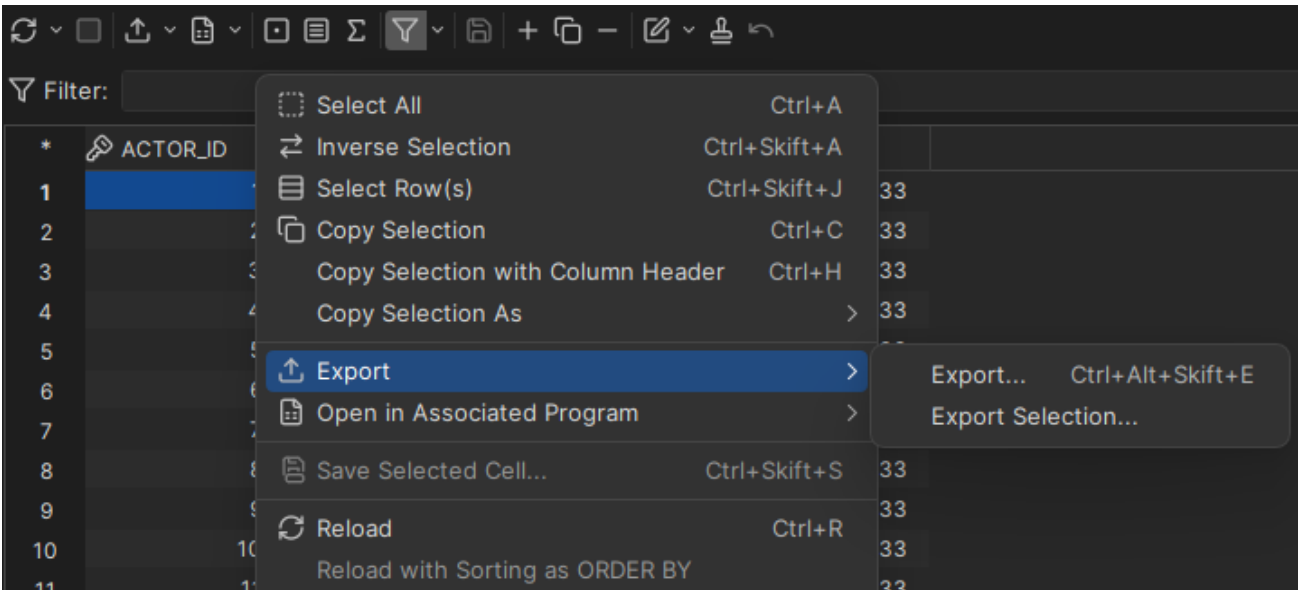 Filter:
* ACTOR_ID
Select All Ctrl+A
Inverse Selection Ctrl+Skift+A
1 Select Row(s) Ctrl+Skift+J 33
2 Copy Selection Ctrl+C 33
3 Copy Selection with Column Header Ctrl+H 33
4 Copy Selection As 33
5
6 Export
Export... Ctrl+Alt+Skift+E
Export Selection...
7 Open in Associated Program
8 Save Selected Cell... Ctrl+Skift+S 33
9 Reload Ctrl+R 33
10 10 33
Reload with Sorting as ORDER BY
11 33